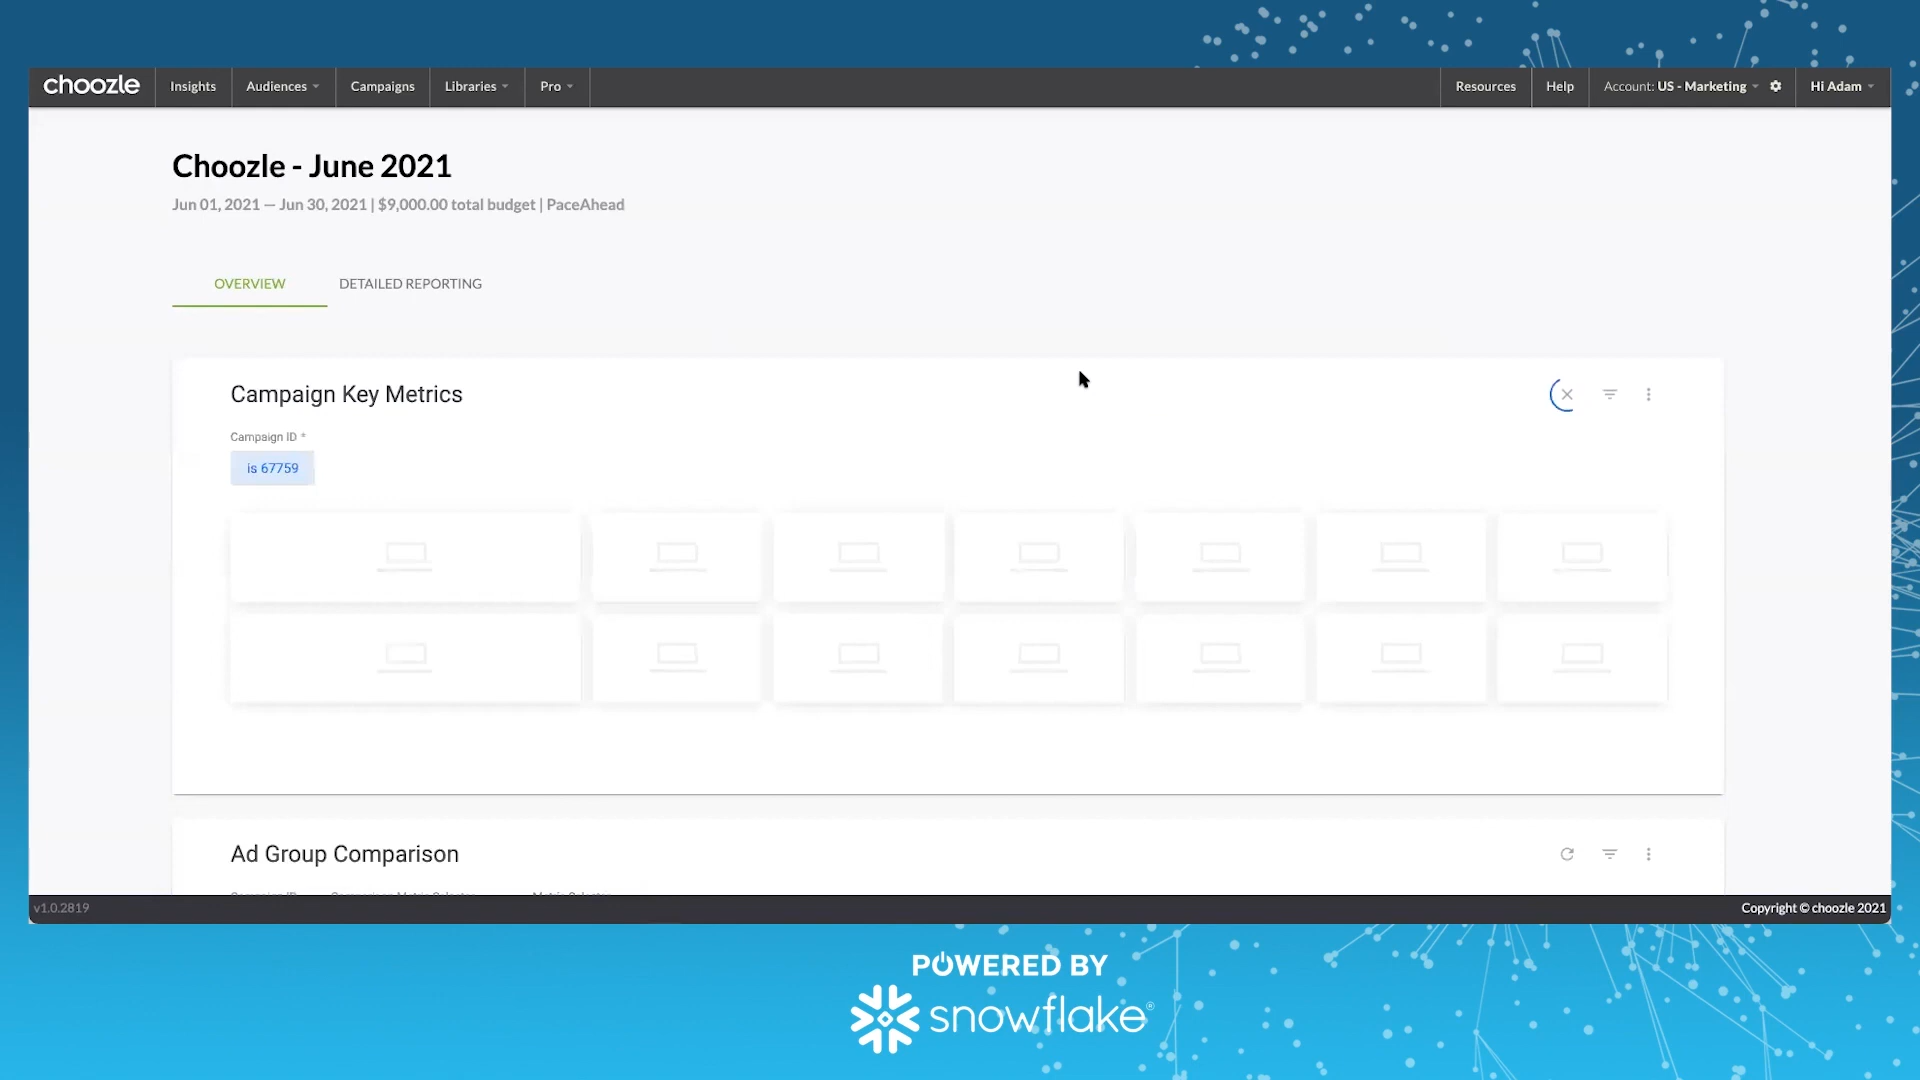 choozle
Insights
Audiences
Campaigns
Libraries
Pro
Resources
Help
Account: US - Marketing
Hi Adam
Choozle - June 2021
Jun 01, 2021 — Jun 30, 2021 | $9,000.00 total budget | PaceAhead
OVERVIEW
DETAILED REPORTING
Campaign Key Metrics
Campaign ID *
is 67759
Ad Group Comparison
v1.0.2819
Copyright © choozle 2021
POWERED BY
snowflake®